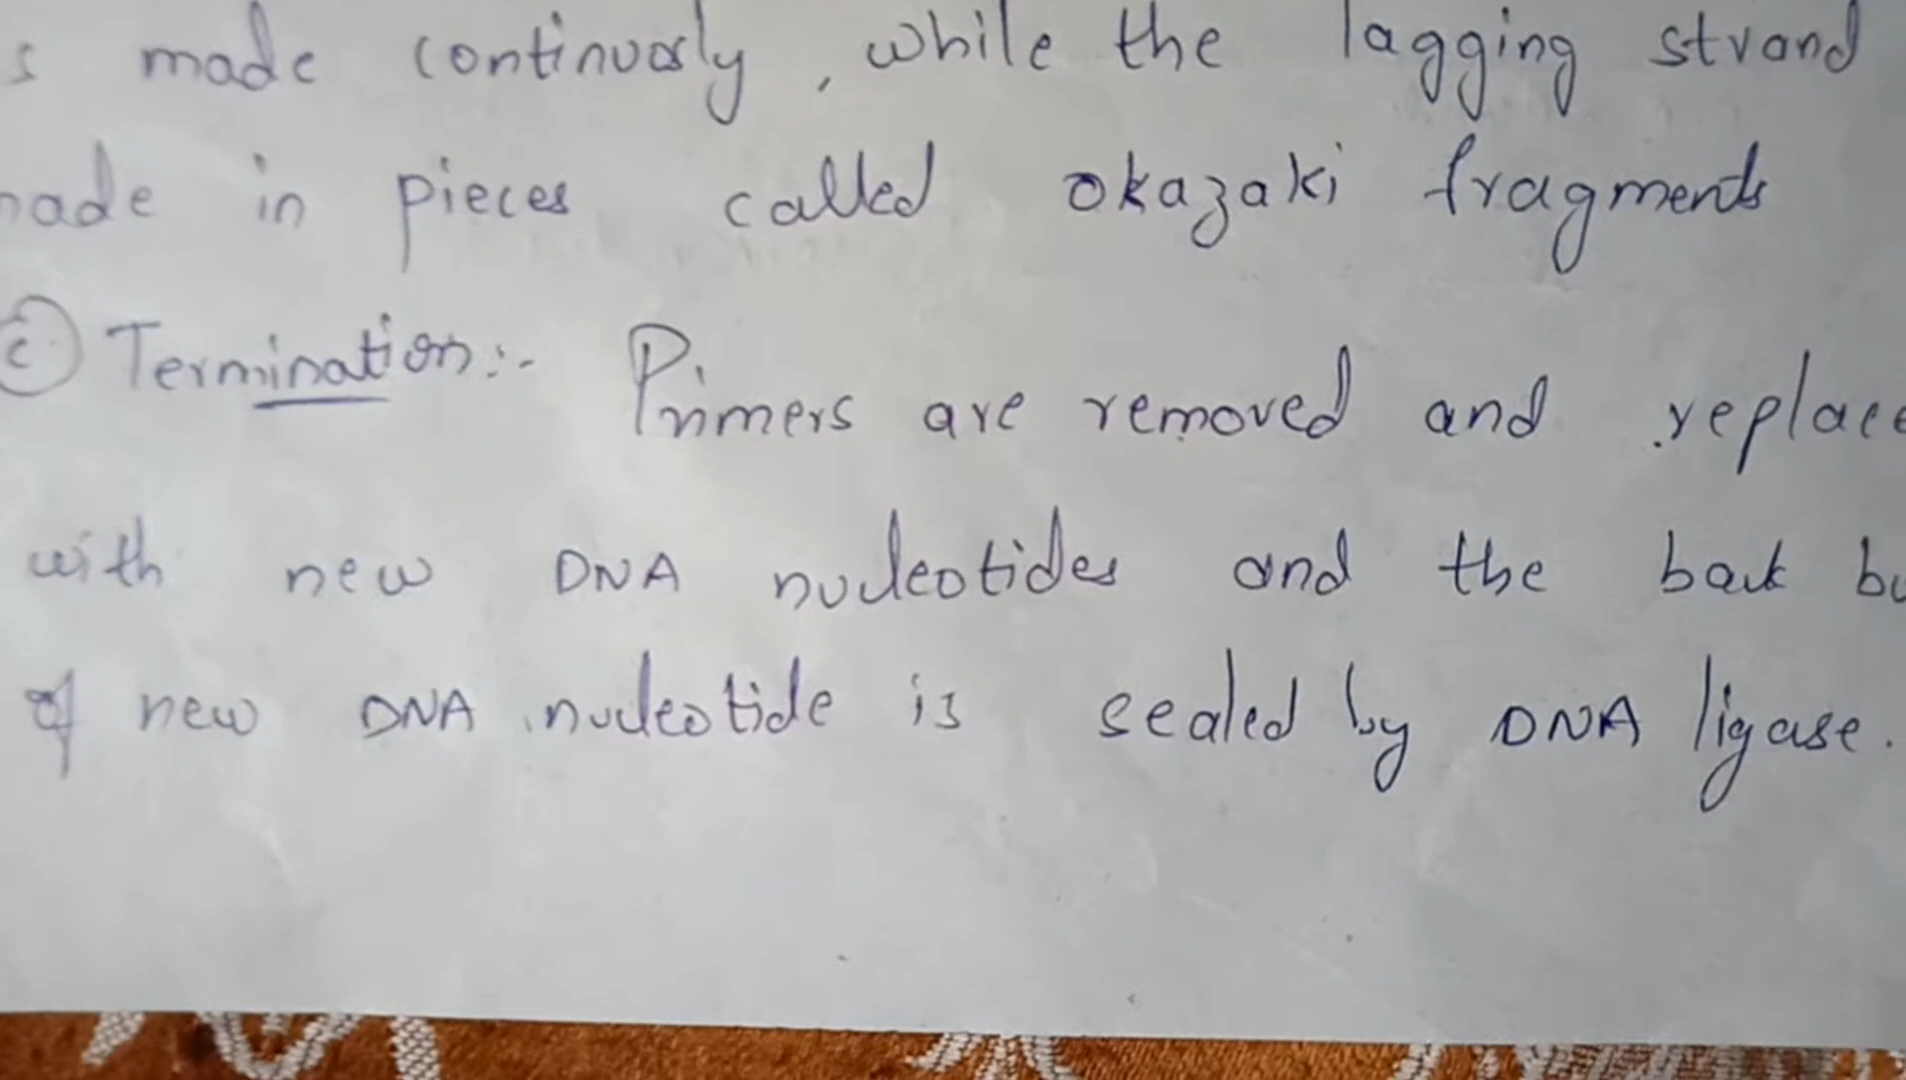 s made continuosly, while the lagging strand
made in pieces called okazaki fragments
c Termination:- Primers are removed and replace
with new DNA nucleotides and the back bo
of new DNA nucleotide is sealed by DNA ligase.